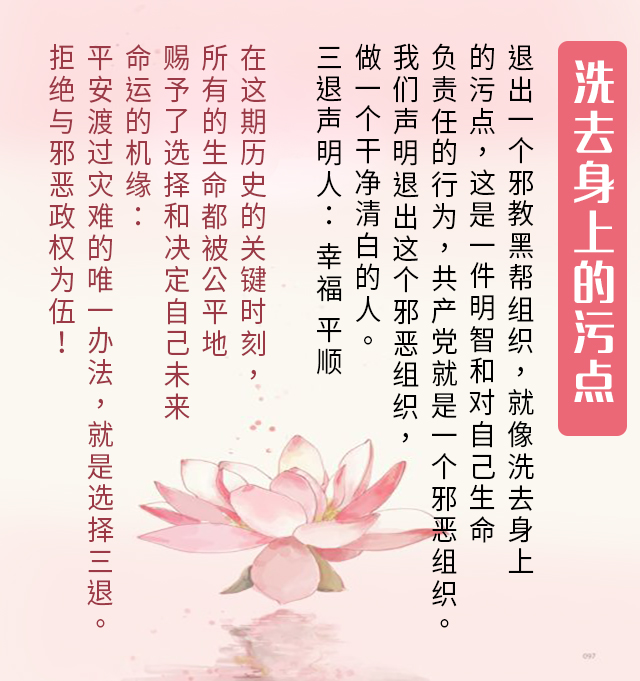 洗去身上的污点
退出一个邪教黑帮组织，就像洗去身上
的污点，这是一件明智和对自己生命
负责任的行为，共产党就是一个邪恶组织。
我们声明退出这个邪恶组织，
做一个干净清白的人。
三退声明人：幸福 平顺
在这期历史的关键时刻，
所有的生命都被公平地
赐予了选择和决定自己未来
命运的机缘：
平安渡过灾难的唯一办法，就是选择三退。
拒绝与邪恶政权为伍！
097